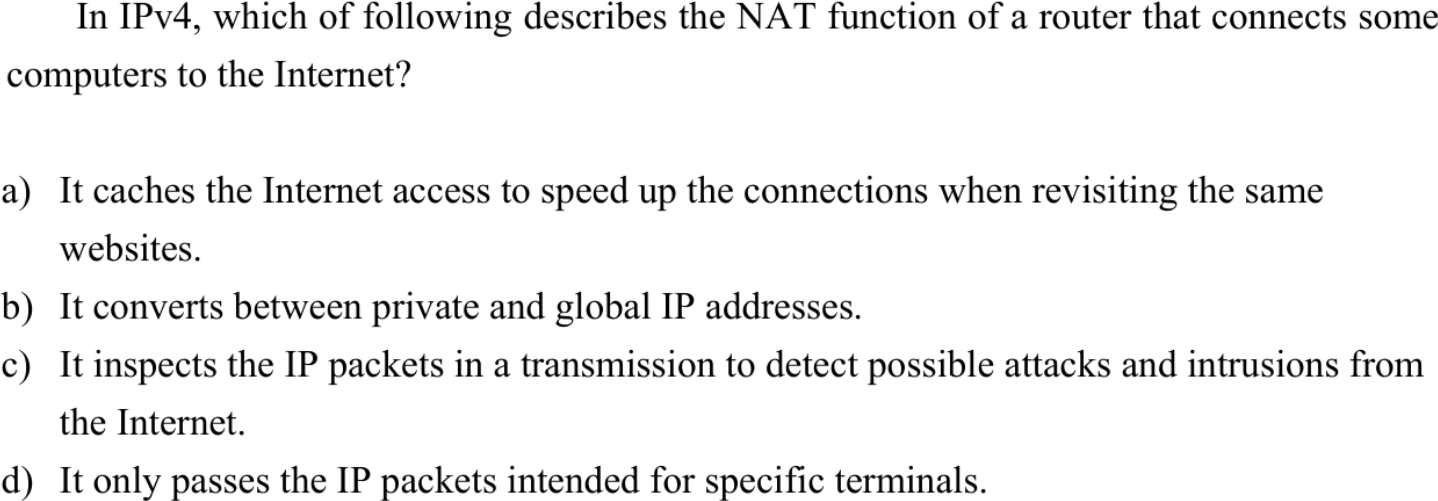 In IPv4, which of following describes the NAT function of a router that connects some
computers to the Internet?
a) It caches the Internet access to speed up the connections when revisiting the same
websites.
b) It converts between private and global IP addresses.
c) It inspects the IP packets in a transmission to detect possible attacks and intrusions from
the Internet.
d) It only passes the IP packets intended for specific terminals.